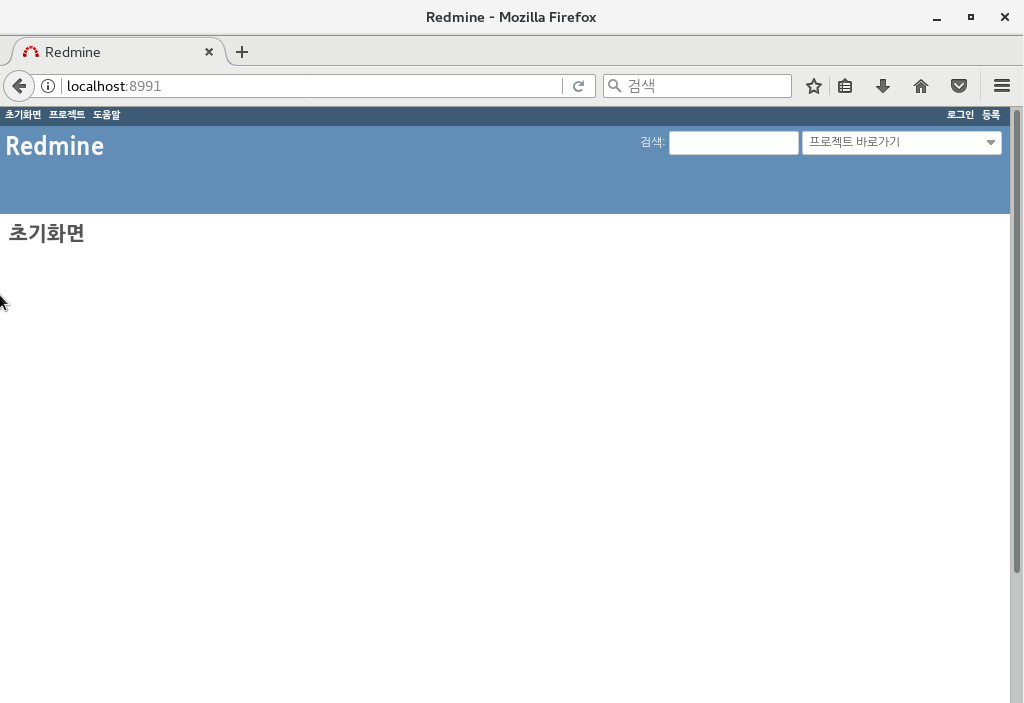 Redmine - Mozilla Firefox
Redmine
localhost:8991
검색
초기화면 프로젝트 도움말
로그인 등록
Redmine
검색:
프로젝트 바로가기
초기화면